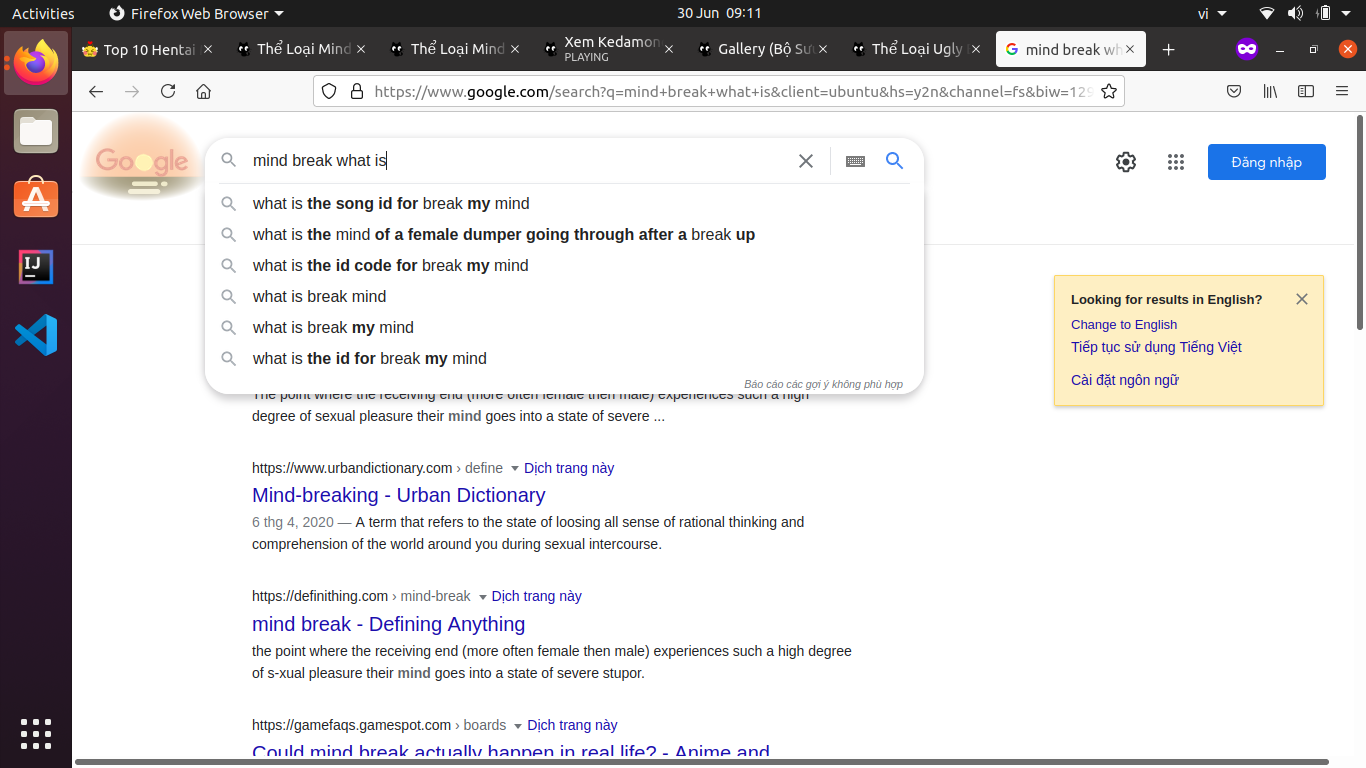 Activities
Firefox Web Browser
30 Jun 09:11
vi
Top 10 Hentai
Thể Loại Mind
Thể Loại Mind
Xem Kedamon
PLAYING
Gallery (Bộ Sư
Thể Loại Ugly
mind break wh
https://www.google.com/search?q=mind+break+what+is&client=ubuntu&hs=y2n&channel=fs&biw=129
Google
mind break what is
Đăng nhập
what is the song id for break my mind
what is the mind of a female dumper going through after a break up
what is the id code for break my mind
what is break mind
what is break my mind
what is the id for break my mind
Báo cáo các gợi ý không phù hợp
Looking for results in English?
Change to English
Tiếp tục sử dụng Tiếng Việt
Cài đặt ngôn ngữ
The point where the receiving end (more often female then male) experiences such a high
degree of sexual pleasure their mind goes into a state of severe ...
https://www.urbandictionary.com › define Dịch trang này
Mind-breaking - Urban Dictionary
6 thg 4, 2020 — A term that refers to the state of loosing all sense of rational thinking and
comprehension of the world around you during sexual intercourse.
https://definithing.com › mind-break Dịch trang này
mind break - Defining Anything
the point where the receiving end (more often female then male) experiences such a high degree
of s-xual pleasure their mind goes into a state of severe stupor.
https://gamefaqs.gamespot.com › boards Dịch trang này
Could mind break actually happen in real life? - Anime and